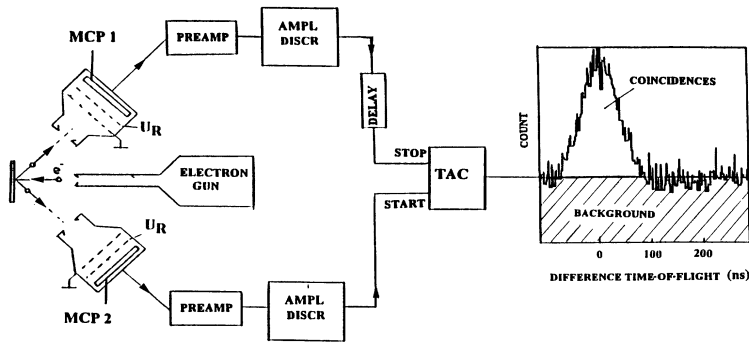 MCP 1
PREAMP
AMPL
DISCR
DELAY
STOP
TAC
START
UR
e-
ELECTRON
GUN
UR
MCP 2
PREAMP
AMPL
DISCR
COUNT
COINCIDENCES
BACKGROUND
0 100 200
DIFFERENCE TIME-OF-FLIGHT (ns)